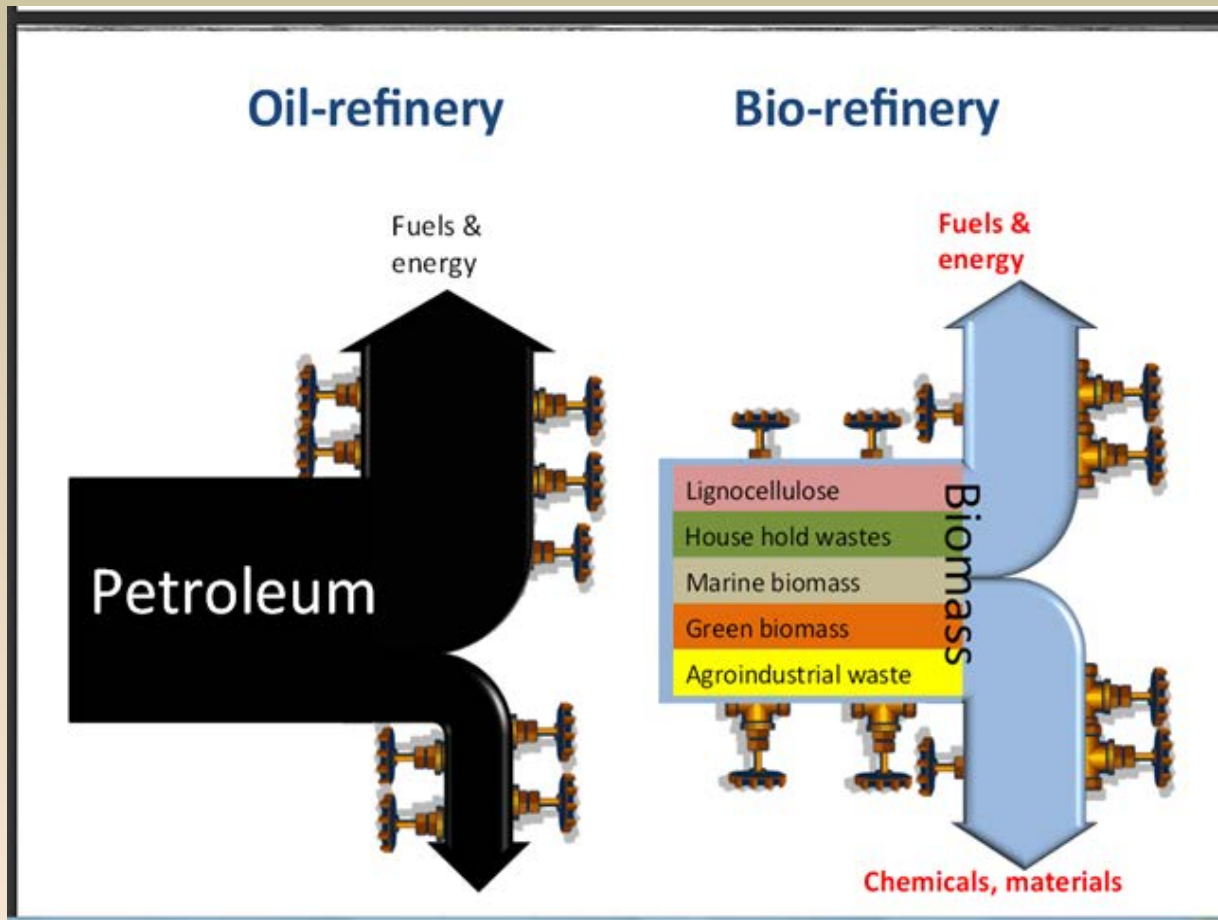 Oil-refinery
Bio-refinery
Fuels &
energy
Fuels &
energy
Petroleum
Lignocellulose
House hold wastes
Marine biomass
Green biomass
Agroindustrial waste
Biomass
Chemicals, materials